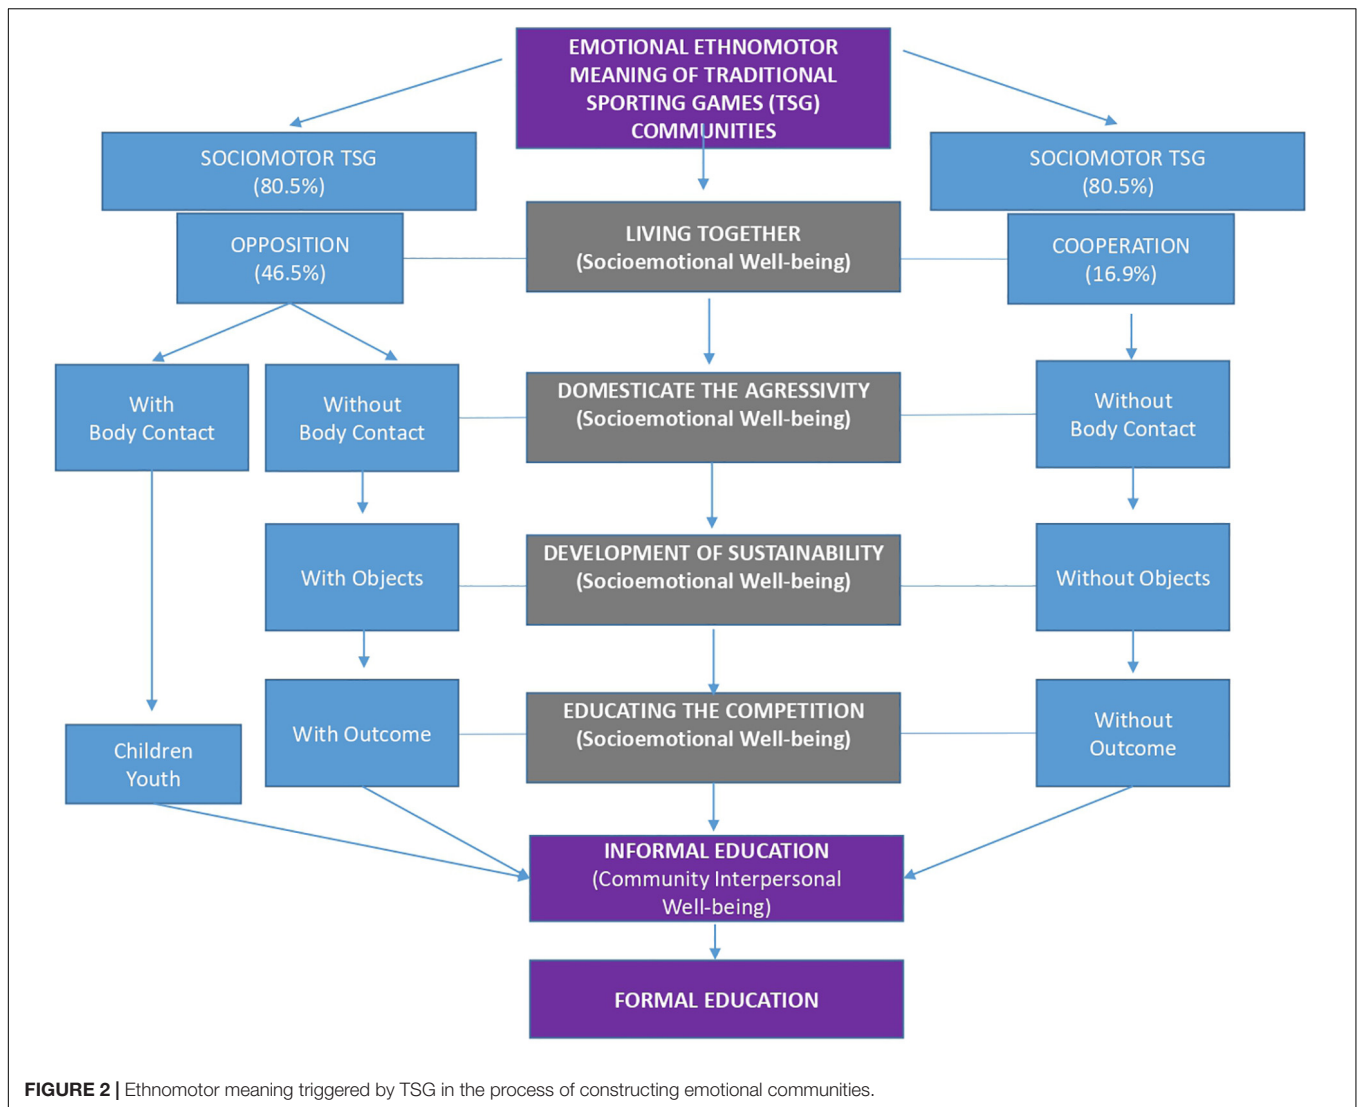 EMOTIONAL ETHNOMOTOR
MEANING OF TRADITIONAL
SPORTING GAMES (TSG)
COMMUNITIES
SOCIOMOTOR TSG
(80.5%)
SOCIOMOTOR TSG
(80.5%)
OPPOSITION
(46.5%)
LIVING TOGETHER
(Socioemotional Well-being)
COOPERATION
(16.9%)
With
Body Contact
Without
Body Contact
DOMESTICATE THE AGRESSIVITY
(Socioemotional Well-being)
Without
Body Contact
With Objects
DEVELOPMENT OF SUSTAINABILITY
(Socioemotional Well-being)
Without Objects
Children
Youth
With Outcome
EDUCATING THE COMPETITION
(Socioemotional Well-being)
Without
Outcome
INFORMAL EDUCATION
(Community Interpersonal
Well-being)
FORMAL EDUCATION
FIGURE 2 | Ethnomotor meaning triggered by TSG in the process of constructing emotional communities.